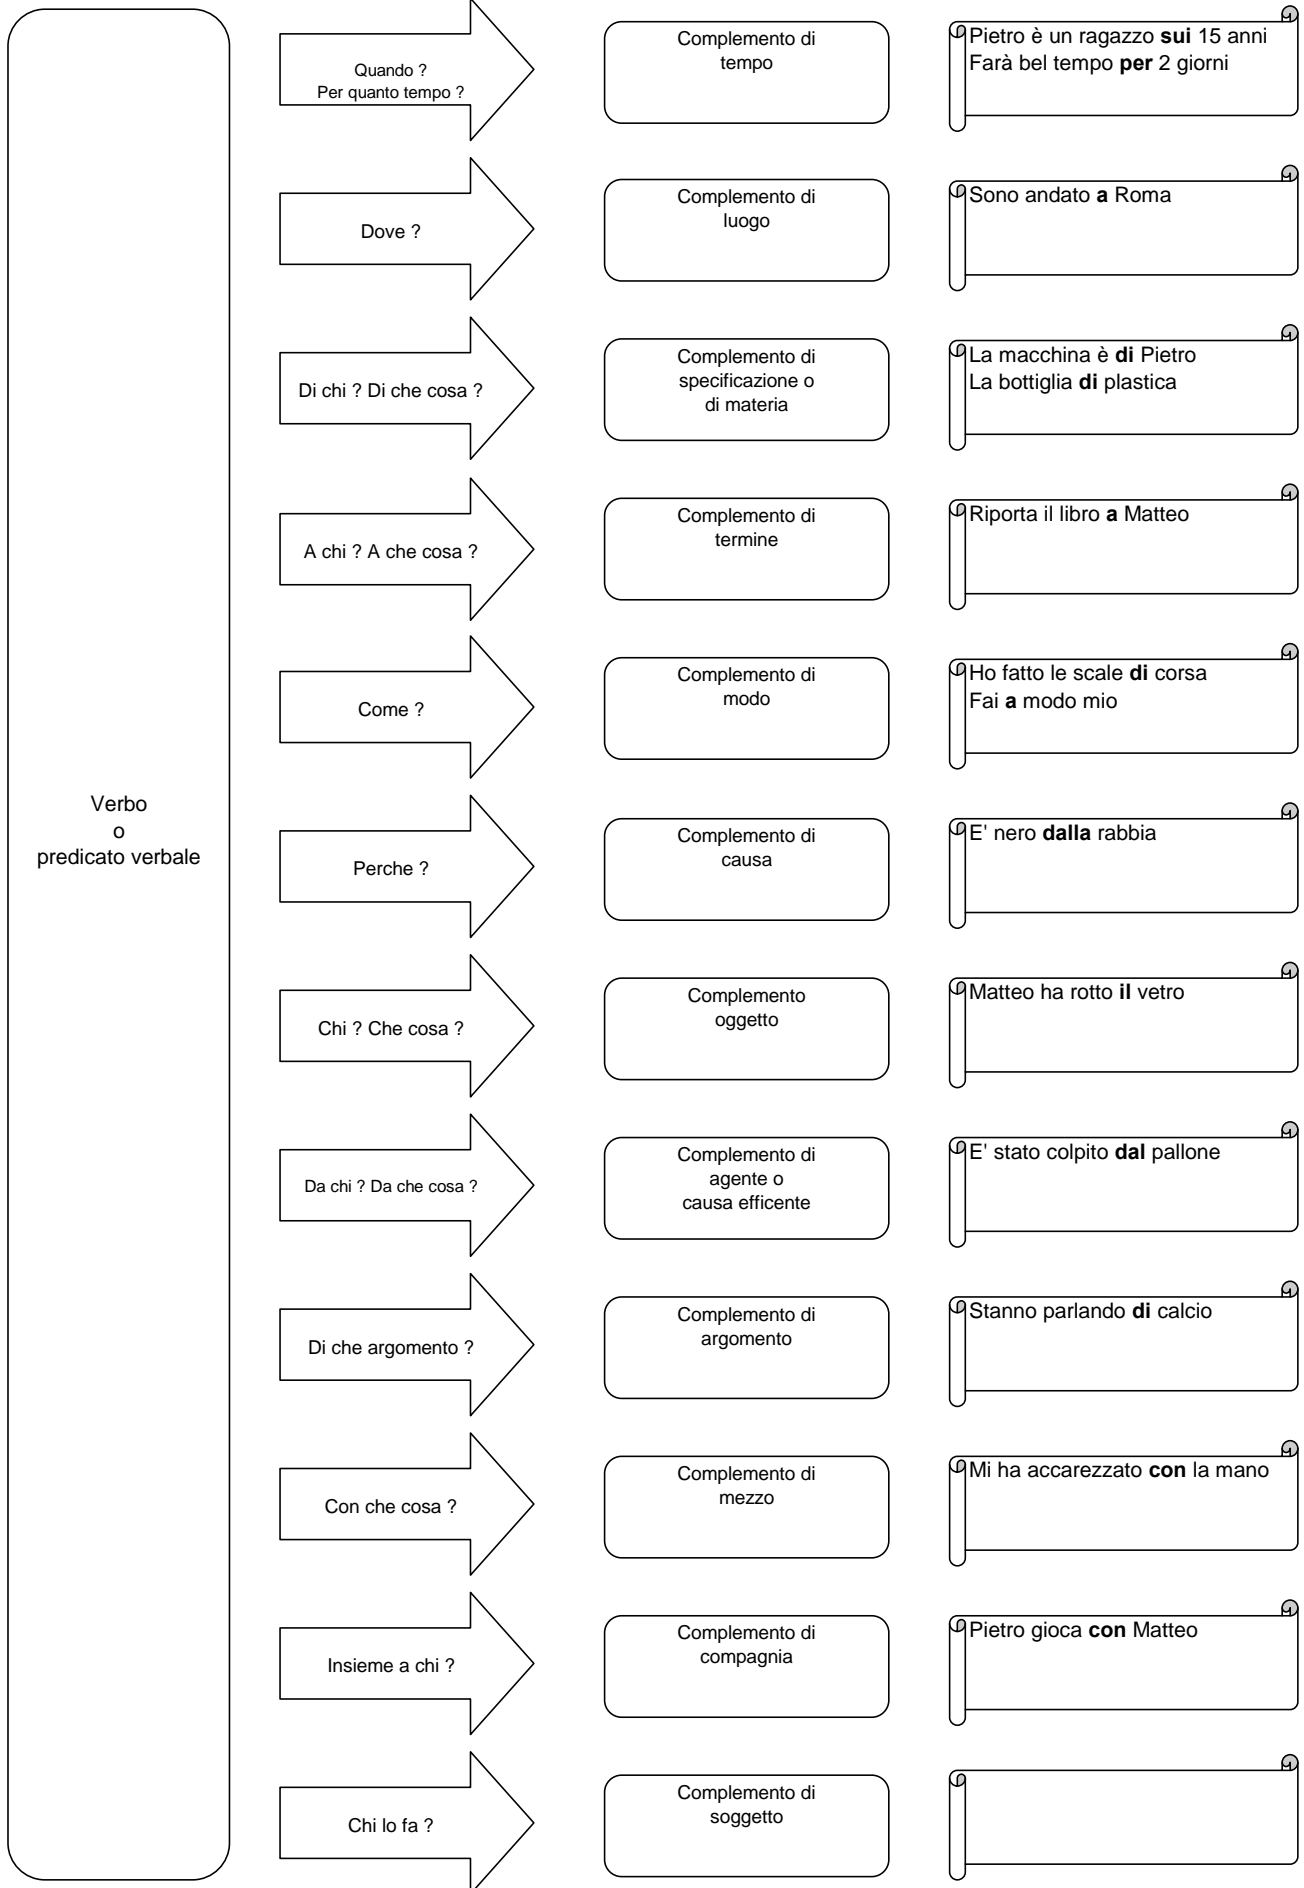 Verbo
o
predicato verbale
Quando ?
Per quanto tempo ?
Complemento di
tempo
Pietro è un ragazzo sui 15 anni
Farà bel tempo per 2 giorni
Dove ?
Complemento di
luogo
Sono andato a Roma
Di chi ? Di che cosa ?
Complemento di
specificazione o
di materia
La macchina è di Pietro
La bottiglia di plastica
A chi ? A che cosa ?
Complemento di
termine
Riporta il libro a Matteo
Come ?
Complemento di
modo
Ho fatto le scale di corsa
Fai a modo mio
Perche ?
Complemento di
causa
E' nero dalla rabbia
Chi ? Che cosa ?
Complemento
oggetto
Matteo ha rotto il vetro
Da chi ? Da che cosa ?
Complemento di
agente o
causa efficente
E' stato colpito dal pallone
Di che argomento ?
Complemento di
argomento
Stanno parlando di calcio
Con che cosa ?
Complemento di
mezzo
Mi ha accarezzato con la mano
Insieme a chi ?
Complemento di
compagnia
Pietro gioca con Matteo
Chi lo fa ?
Complemento di
soggetto